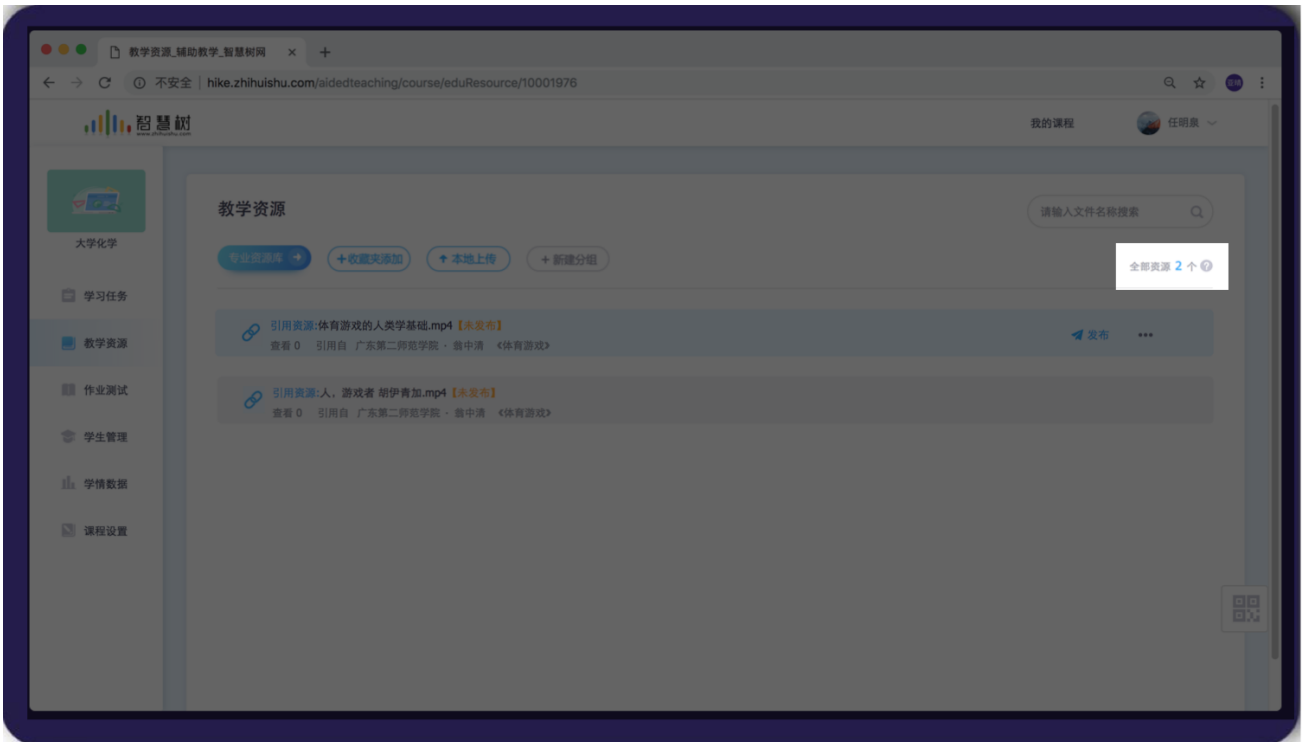 教学资源_辅助教学_智慧树网
不安全 | hike.zhihuishu.com/aidedteaching/course/eduResource/10001976
智慧树
www.zhihuishu.com
我的课程
任明泉
大学化学
学习任务
教学资源
作业测试
学生管理
学情数据
课程设置
教学资源
请输入文件名称搜索
专业资源库
+收藏夹添加
本地上传
+ 新建分组
全部资源 2 个 ?
引用资源:体育游戏的人类学基础.mp4【未发布】
查看 0 引用自 广东第二师范学院 · 翁中清 《体育游戏》
发布 •••
引用资源:人，游戏者 胡伊青加.mp4【未发布】
查看 0 引用自 广东第二师范学院 · 翁中清 《体育游戏》